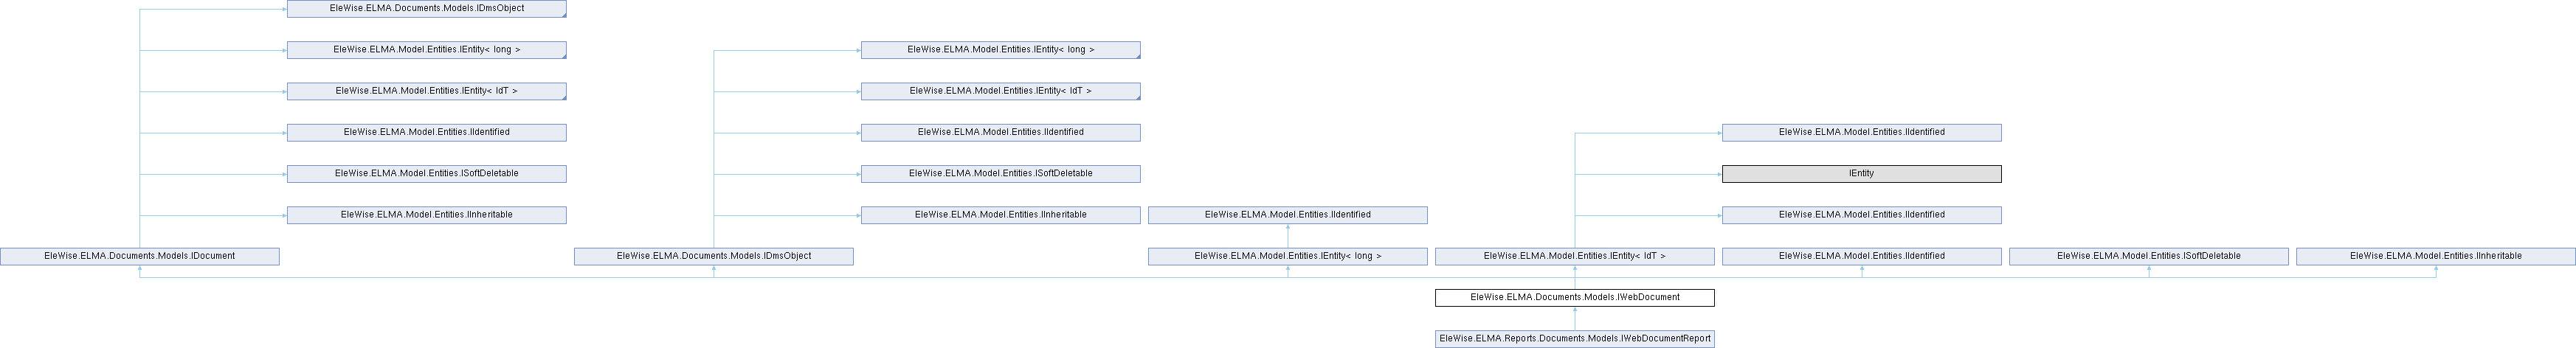 EleWise.ELMA.Documents.Models.IDmsObject
EleWise.ELMA.Model.Entities.IEntity< long >
EleWise.ELMA.Model.Entities.IEntity< long >
EleWise.ELMA.Model.Entities.IEntity< IdT >
EleWise.ELMA.Model.Entities.IEntity< IdT >
EleWise.ELMA.Model.Entities.IIdentified
EleWise.ELMA.Model.Entities.IIdentified
EleWise.ELMA.Model.Entities.IIdentified
EleWise.ELMA.Model.Entities.ISoftDeletable
EleWise.ELMA.Model.Entities.ISoftDeletable
IEntity
EleWise.ELMA.Model.Entities.IInheritable
EleWise.ELMA.Model.Entities.IInheritable
EleWise.ELMA.Model.Entities.IIdentified
EleWise.ELMA.Model.Entities.IIdentified
EleWise.ELMA.Documents.Models.IDocument
EleWise.ELMA.Documents.Models.IDmsObject
EleWise.ELMA.Model.Entities.IEntity< long >
EleWise.ELMA.Model.Entities.IEntity< IdT >
EleWise.ELMA.Model.Entities.IIdentified
EleWise.ELMA.Model.Entities.ISoftDeletable
EleWise.ELMA.Model.Entities.IInheritable
EleWise.ELMA.Documents.Models.IWebDocument
EleWise.ELMA.Reports.Documents.Models.IWebDocumentReport